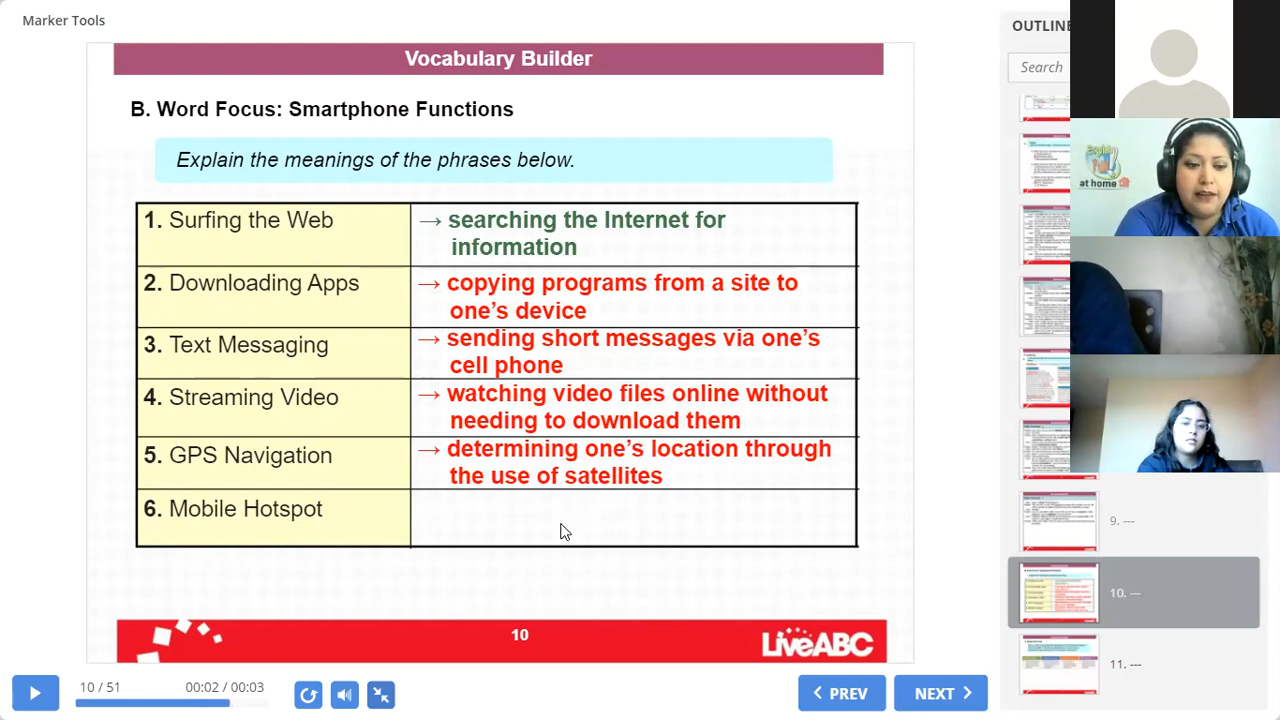 Marker Tools
OUTLINE
Search
Vocabulary Builder
B. Word Focus: Smartphone Functions
Explain the meanings of the phrases below.
1. Surfing the Web
→ searching the Internet for
information
2. Downloading Apps
→ copying programs from a site to
one’s device
3. Text Messaging
→ sending short messages via one’s
cell phone
4. Streaming Video
→ watching video files online without
needing to download them
5. GPS Navigation
→ determining one’s location through
the use of satellites
6. Mobile Hotspot
10
LiveABC
10 / 51
00:02 / 00:03
PREV
NEXT
9. ---
10. ---
11. ---
English
Fun
at home